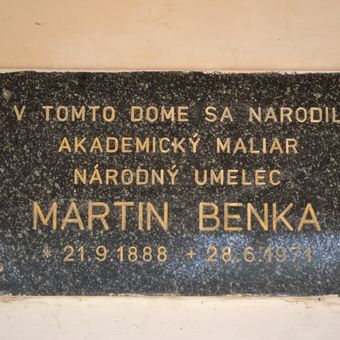 V TOMTO DOME SA NARODIL
AKADEMICKÝ MALIAR
NÁRODNÝ UMELEC
MARTIN BENKA
* 21.9.1888 + 28.6.1971